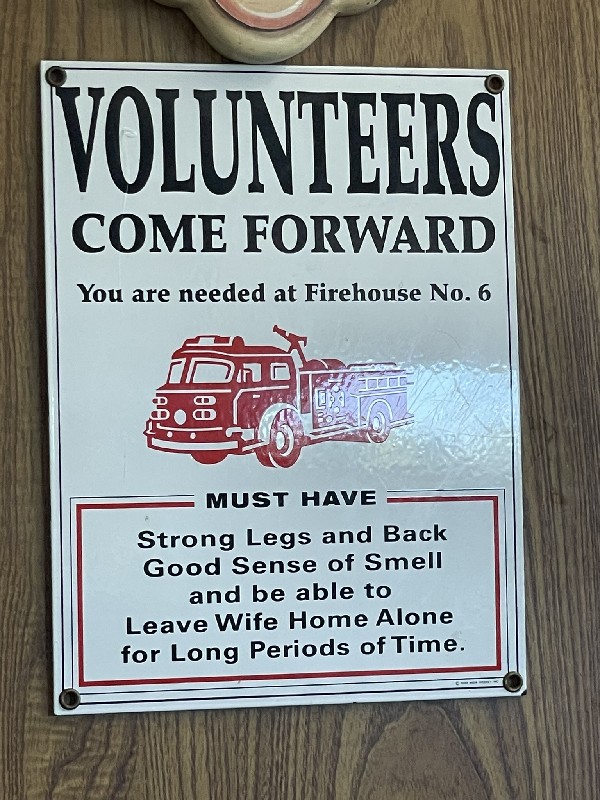 VOLUNTEERS
COME FORWARD
You are needed at Firehouse No. 6
MUST HAVE
Strong Legs and Back
Good Sense of Smell
and be able to
Leave Wife Home Alone
for Long Periods of Time.